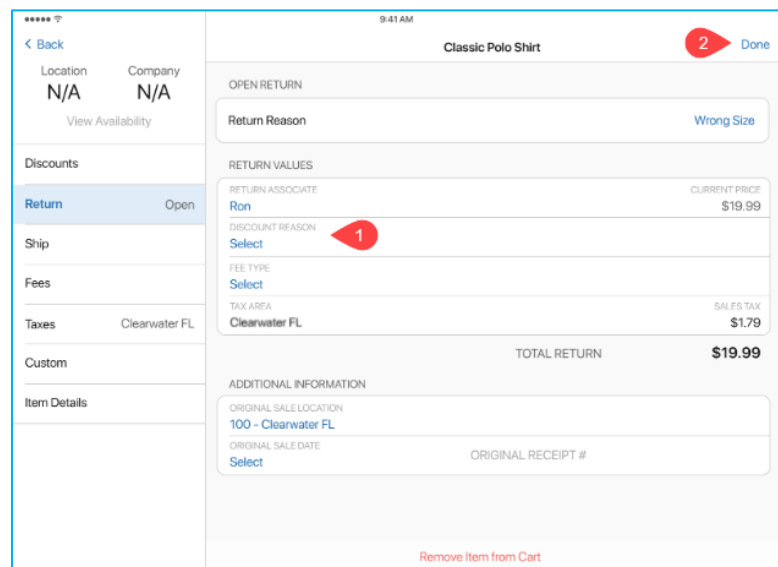 9:41 AM
Back
Classic Polo Shirt
2
Done
Location Company
N/A N/A
View Availability
Discounts
Return Open
Ship
Fees
Taxes Clearwater FL
Custom
Item Details
OPEN RETURN
Return Reason Wrong Size
RETURN VALUES
RETURN ASSOCIATE CURRENT PRICE
Ron $19.99
DISCOUNT REASON
Select
1
FEE TYPE
Select
TAX AREA SALES TAX
Clearwater FL $1.79
TOTAL RETURN $19.99
ADDITIONAL INFORMATION
ORIGINAL SALE LOCATION
100 - Clearwater FL
ORIGINAL SALE DATE
Select
ORIGINAL RECEIPT #
Remove Item from Cart